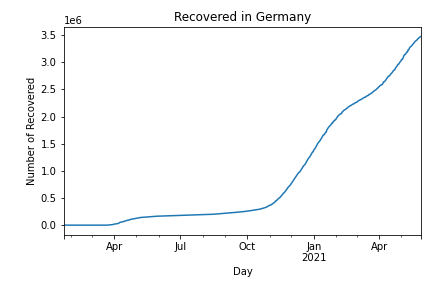 Recovered in Germany
1e6
3.5
3.0
2.5
2.0
1.5
1.0
0.5
0.0
Number of Recovered
Apr
Jul
Oct
Jan
2021
Apr
Day